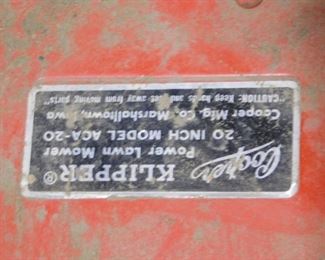 Cooper KLIPPER®
Power Lawn Mower
20 INCH MODEL ACA-20
Cooper Mfg. Co. Marshalltown, Iowa
"CAUTION: Keep hands and feet away from moving parts"